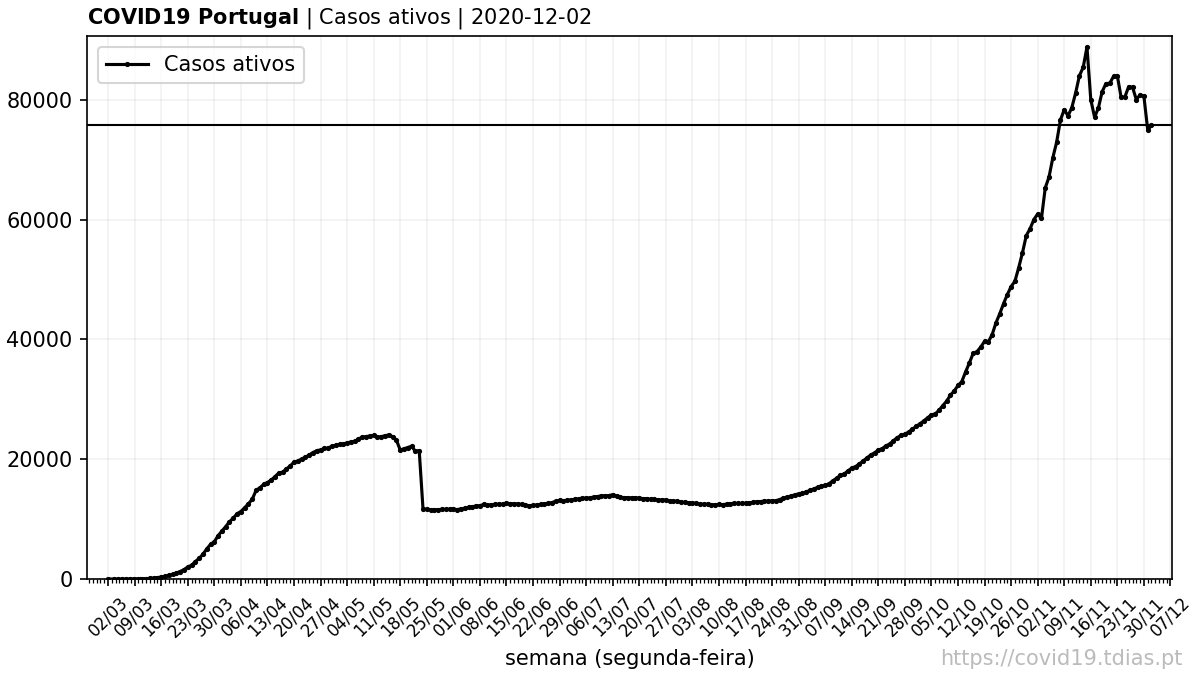 COVID19 Portugal | Casos ativos | 2020-12-02
Casos ativos
80000
60000
40000
20000
0
02/03 09/03 16/03 23/03 30/03 06/04 13/04 20/04 27/04 04/05 11/05 18/05 25/05 01/06 08/06 15/06 22/06 29/06 06/07 13/07 20/07 27/07 03/08 10/08 17/08 24/08 31/08 07/09 14/09 21/09 28/09 05/10 12/10 19/10 26/10 02/11 09/11 16/11 23/11 30/11 07/12
semana (segunda-feira)
https://covid19.tdias.pt